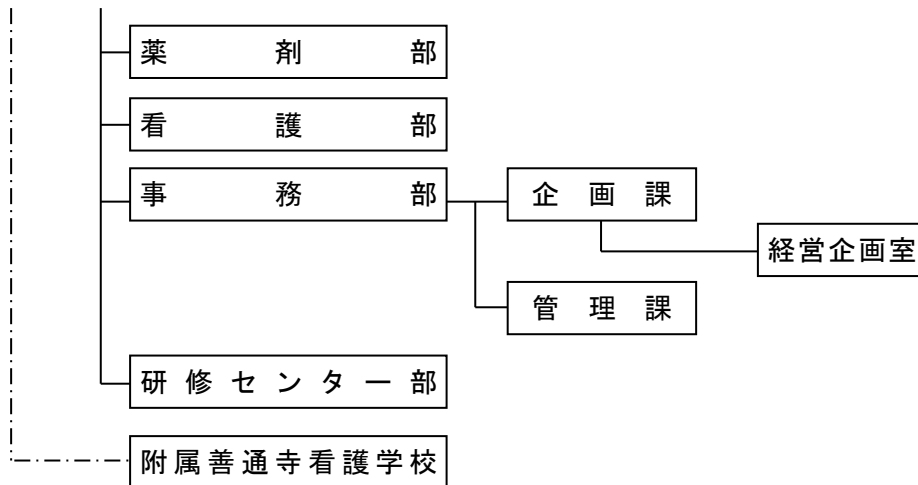 薬剤部
看護部
事務部
企画課
経営企画室
管理課
研修センター部
附属善通寺看護学校